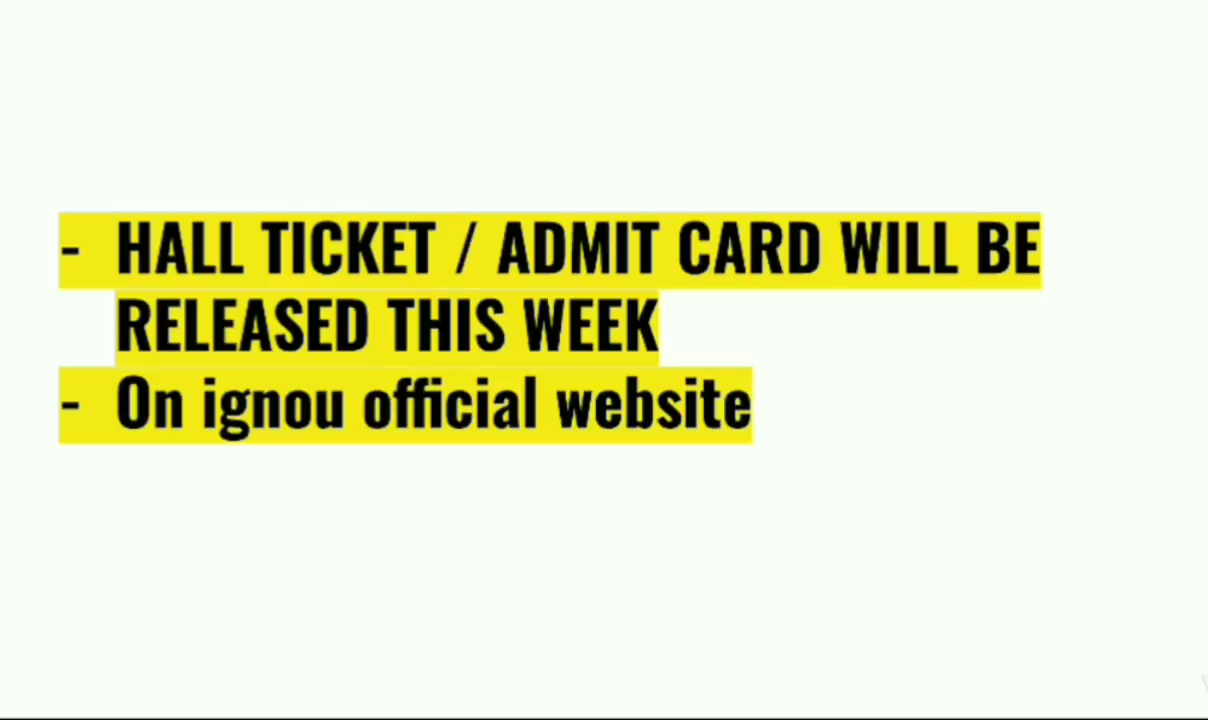 - HALL TICKET / ADMIT CARD WILL BE
RELEASED THIS WEEK
- On ignou official website